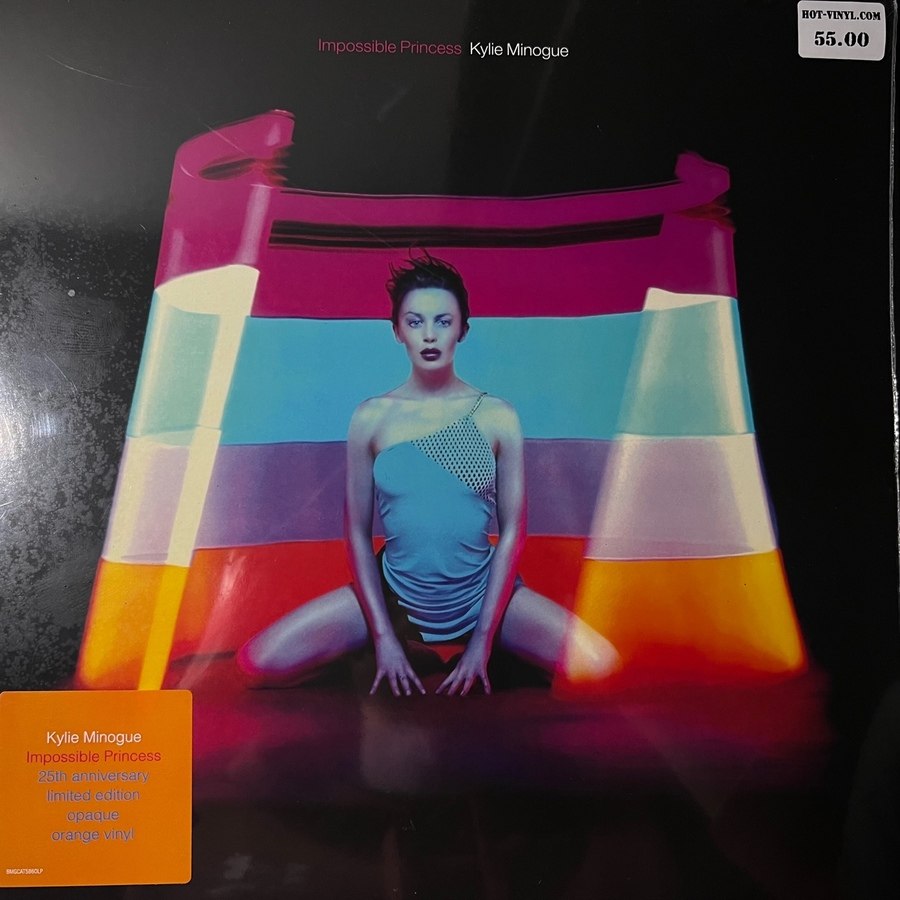 Impossible Princess Kylie Minogue
HOT-VINYL.COM
55.00
Kylie Minogue
Impossible Princess
25th anniversary
limited edition
opaque
orange vinyl
BMGCAT586OLP